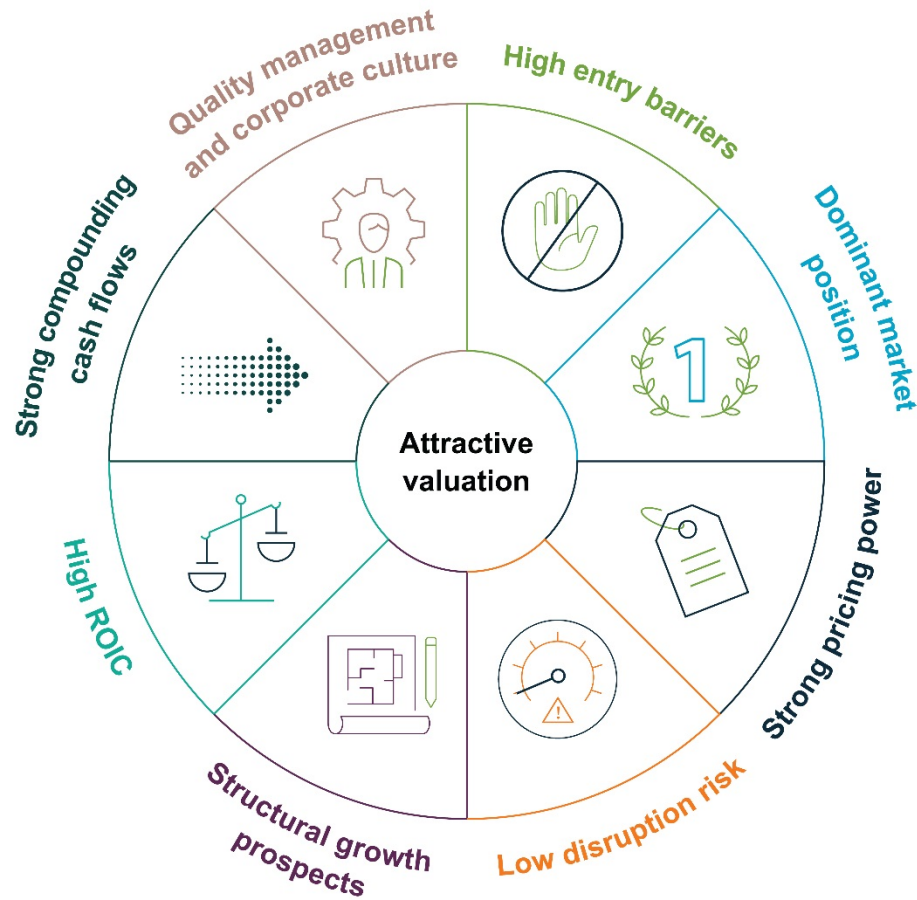 Quality management
and corporate culture
High entry barriers
Dominant market
position
Strong pricing power
Low disruption risk
Structural growth
prospects
High ROIC
Strong compounding
cash flows
1
Attractive
valuation
!